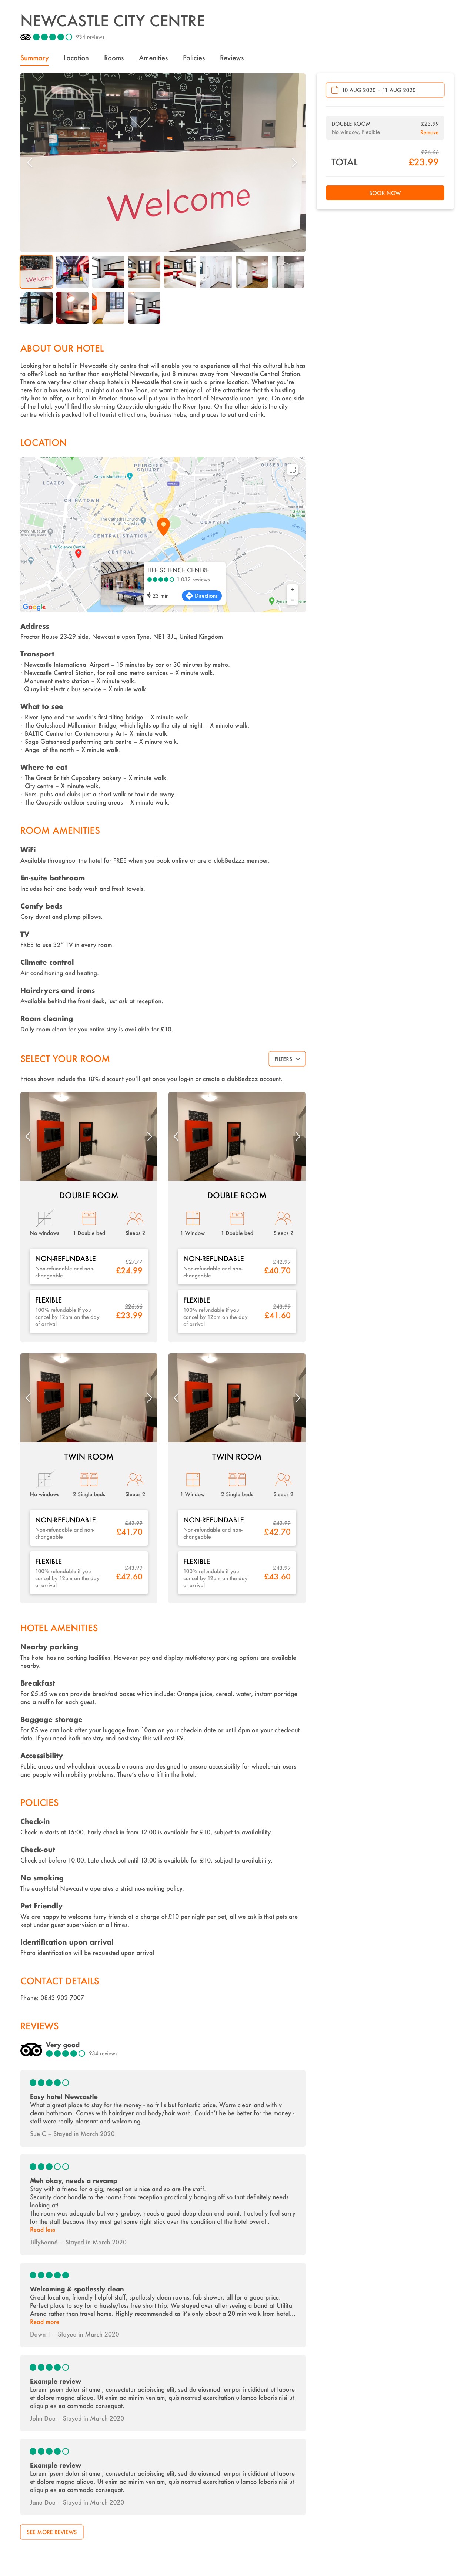 NEWCASTLE CITY CENTRE
934 reviews
Summary Location Rooms Amenities Policies Reviews
Welcome
10 AUG 2020 – 11 AUG 2020
DOUBLE ROOM £23.99
No window, Flexible Remove
£26.66
TOTAL £23.99
BOOK NOW
ABOUT OUR HOTEL
Looking for a hotel in Newcastle city centre that will enable you to experience all that this cultural hub has
to offer? Look no further than easyHotel Newcastle, just 8 minutes away from Newcastle Central Station.
There are very few other cheap hotels in Newcastle that are in such a prime location. Whether you're
here for a business trip, a night out on the Toon, or want to enjoy all of the attractions that this bustling
city has to offer, our hotel in Proctor House will put you in the heart of Newcastle upon Tyne. On one side
of the hotel, you'll find the stunning Quayside alongside the River Tyne. On the other side is the city
centre which is packed full of tourist attractions, business hubs, and places to eat and drink.
LOCATION
PRINCESS
SQUARE
OUSEBURN
Grey's Monument
LEAZES
CHINATOWN
The Cathedral Church
of St. Nicholas
QUAYSIDE
CENTRAL STATION
CENTRAL
Life Science Centre
LIFE SCIENCE CENTRE
1,032 reviews
23 min Directions
Google
Address
Proctor House 23-29 side, Newcastle upon Tyne, NE1 3JL, United Kingdom
Transport
· Newcastle International Airport – 15 minutes by car or 30 minutes by metro.
· Newcastle Central Station, for rail and metro services – X minute walk.
· Monument metro station – X minute walk.
· Quaylink electric bus service – X minute walk.
What to see
· River Tyne and the world's first tilting bridge – X minute walk.
· The Gateshead Millennium Bridge, which lights up the city at night – X minute walk.
· BALTIC Centre for Contemporary Art– X minute walk.
· Sage Gateshead performing arts centre – X minute walk.
· Angel of the north – X minute walk.
Where to eat
· The Great British Cupcakery bakery – X minute walk.
· City centre – X minute walk.
· Bars, pubs and clubs just a short walk or taxi ride away.
· The Quayside outdoor seating areas – X minute walk.
ROOM AMENITIES
WiFi
Available throughout the hotel for FREE when you book online or are a clubBedzzz member.
En-suite bathroom
Includes hair and body wash and fresh towels.
Comfy beds
Cosy duvet and plump pillows.
TV
FREE to use 32" TV in every room.
Climate control
Air conditioning and heating.
Hairdryers and irons
Available behind the front desk, just ask at reception.
Room cleaning
Daily room clean for you entire stay is available for £10.
SELECT YOUR ROOM
FILTERS
Prices shown include the 10% discount you'll get once you log-in or create a clubBedzzz account.
DOUBLE ROOM
No windows 1 Double bed Sleeps 2
NON-REFUNDABLE £27.77
Non-refundable and non-
changeable £24.99
FLEXIBLE £26.66
100% refundable if you
cancel by 12pm on the day
of arrival £23.99
DOUBLE ROOM
1 Window 1 Double bed Sleeps 2
NON-REFUNDABLE £42.99
Non-refundable and non-
changeable £40.70
FLEXIBLE £43.99
100% refundable if you
cancel by 12pm on the day
of arrival £41.60
TWIN ROOM
No windows 2 Single beds Sleeps 2
NON-REFUNDABLE £42.99
Non-refundable and non-
changeable £41.70
FLEXIBLE £43.99
100% refundable if you
cancel by 12pm on the day
of arrival £42.60
TWIN ROOM
1 Window 2 Single beds Sleeps 2
NON-REFUNDABLE £42.99
Non-refundable and non-
changeable £42.70
FLEXIBLE £43.99
100% refundable if you
cancel by 12pm on the day
of arrival £43.60
HOTEL AMENITIES
Nearby parking
The hotel has no parking facilities. However pay and display multi-storey parking options are available
nearby.
Breakfast
For £5.45 we can provide breakfast boxes which include: Orange juice, cereal, water, instant porridge
and a muffin for each guest.
Baggage storage
For £5 we can look after your luggage from 10am on your check-in date or until 6pm on your check-out
date. If you need both pre-stay and post-stay this will cost £9.
Accessibility
Public areas and wheelchair accessible rooms are designed to ensure accessibility for wheelchair users
and people with mobility problems. There's also a lift in the hotel.
POLICIES
Check-in
Check-in starts at 15:00. Early check-in from 12:00 is available for £10, subject to availability.
Check-out
Check-out before 10:00. Late check-out until 13:00 is available for £10, subject to availability.
No smoking
The easyHotel Newcastle operates a strict no-smoking policy.
Pet Friendly
We are happy to welcome furry friends at a charge of £10 per night per pet, all we ask is that pets are
kept under guest supervision at all times.
Identification upon arrival
Photo identification will be requested upon arrival
CONTACT DETAILS
Phone: 0843 902 7007
REVIEWS
Very good
934 reviews
Easy hotel Newcastle
What a great place to stay for the money - no frills but fantastic price. Warm clean and with v
clean bathroom. Comes with hairdryer and body/hair wash. Couldn't be be batter for the money -
staff were really pleasant and welcoming.
Sue C – Stayed in March 2020
Meh okay, needs a revamp
Stay with a friend for a gig, reception is nice and so are the staff.
Security door handle to the rooms from reception practically hanging off so that definitely needs
looking at!
The room was adequate but very grubby, needs a good deep clean and paint. I actually feel sorry
for the staff because they must get some right stick over the condition of the hotel overall.
Read less
TillyBean6 – Stayed in March 2020
Welcoming & spotlessly clean
Great location, friendly helpful staff, spotlessly clean rooms, fab shower, all for a good price.
Perfect place to say for a hassle/fuss free short trip. We stayed over after seeing a band at Utilita
Arena rather than travel home. Highly recommended as it's only about a 20 min walk from hotel...
Read more
Dawn T – Stayed in March 2020
Example review
Lorem ipsum dolor sit amet, consectetur adipiscing elit, sed do eiusmod tempor incididunt ut labore
et dolore magna aliqua. Ut enim ad minim veniam, quis nostrud exercitation ullamco laboris nisi ut
aliquip ex ea commodo consequat.
John Doe – Stayed in March 2020
Example review
Lorem ipsum dolor sit amet, consectetur adipiscing elit, sed do eiusmod tempor incididunt ut labore
et dolore magna aliqua. Ut enim ad minim veniam, quis nostrud exercitation ullamco laboris nisi ut
aliquip ex ea commodo consequat.
Jane Doe – Stayed in March 2020
SEE MORE REVIEWS